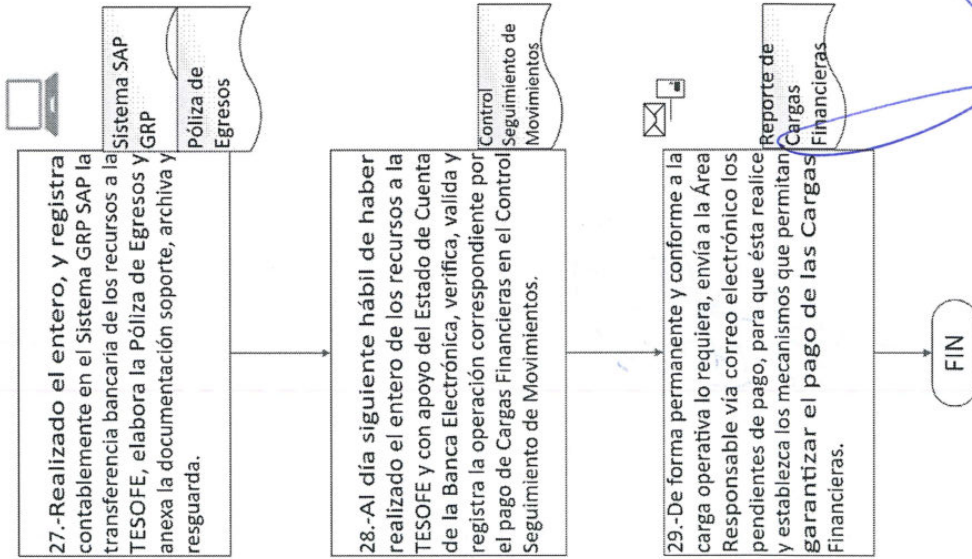 27.-Realizado el entero, y registra
contablemente en el Sistema GRP SAP la
transferencia bancaria de los recursos a la
TESOFE, elabora la Póliza de Egresos y
anexa la documentación soporte, archiva y
resguarda.
Sistema SAP
GRP
Póliza de
Egresos
28.-Al día siguiente hábil de haber
realizado el entero de los recursos a la
TESOFE y con apoyo del Estado de Cuenta
de la Banca Electrónica, verifica, valida y
registra la operación correspondiente por
el pago de Cargas Financieras en el Control
Seguimiento de Movimientos.
Control
Seguimiento de
Movimientos
29.-De forma permanente y conforme a la
carga operativa lo requiera, envía a la Área
Responsable vía correo electrónico los
pendientes de pago, para que ésta realice
y establezca los mecanismos que permitan
garantizar el pago de las Cargas
Financieras.
Reporte de
Cargas
Financieras
FIN